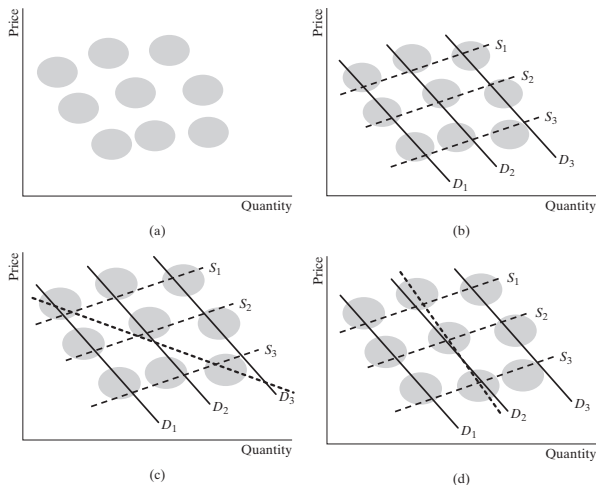 Price
Quantity
(a)
Price
S1
S2
S3
D1
D2
D3
Quantity
(b)
Price
S1
S2
S3
D1
D2
D3
Quantity
(c)
Price
S1
S2
S3
D1
D2
D3
Quantity
(d)